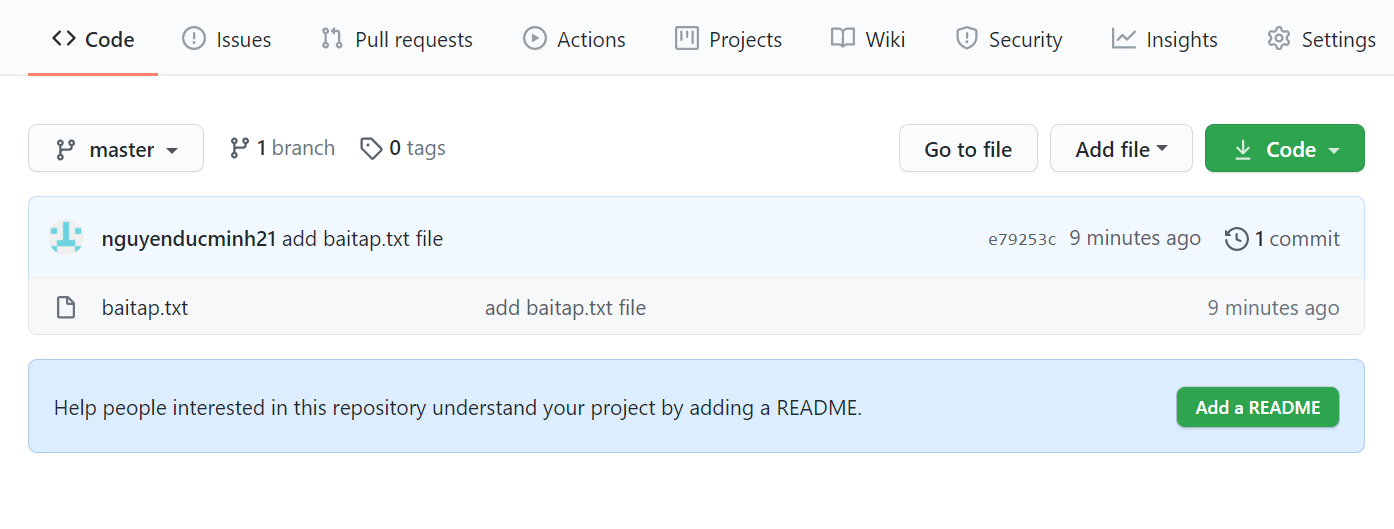 Code Issues Pull requests Actions Projects Wiki Security Insights Settings
master 1 branch 0 tags Go to file Add file Code
nguyenducminh21 add baitap.txt file e79253c 9 minutes ago 1 commit
baitap.txt add baitap.txt file 9 minutes ago
Help people interested in this repository understand your project by adding a README. Add a README